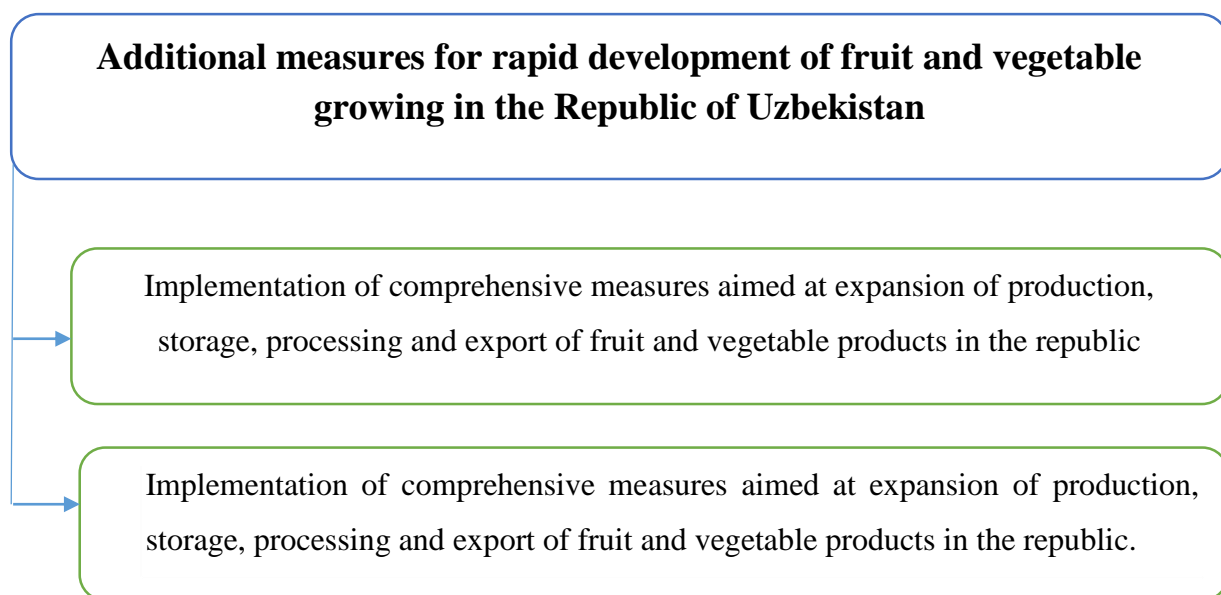 Additional measures for rapid development of fruit and vegetable
growing in the Republic of Uzbekistan
Implementation of comprehensive measures aimed at expansion of production,
storage, processing and export of fruit and vegetable products in the republic
Implementation of comprehensive measures aimed at expansion of production,
storage, processing and export of fruit and vegetable products in the republic.